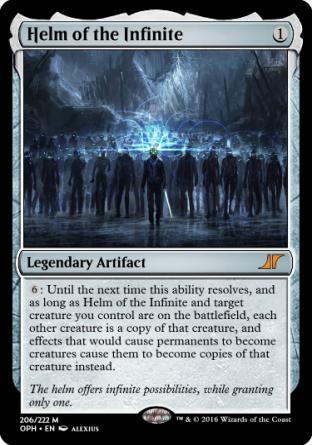 Helm of the Infinite 1
Legendary Artifact
6: Until the next time this ability resolves, and
as long as Helm of the Infinite and target
creature you control are on the battlefield, each
other creature is a copy of that creature, and
effects that would cause permanents to become
creatures cause them to become copies of that
creature instead.
The helm offers infinite possibilities, while granting
only one.
206/222 M
™ & © 2016 Wizards of the Coast
OPH • EN ALEXIUS